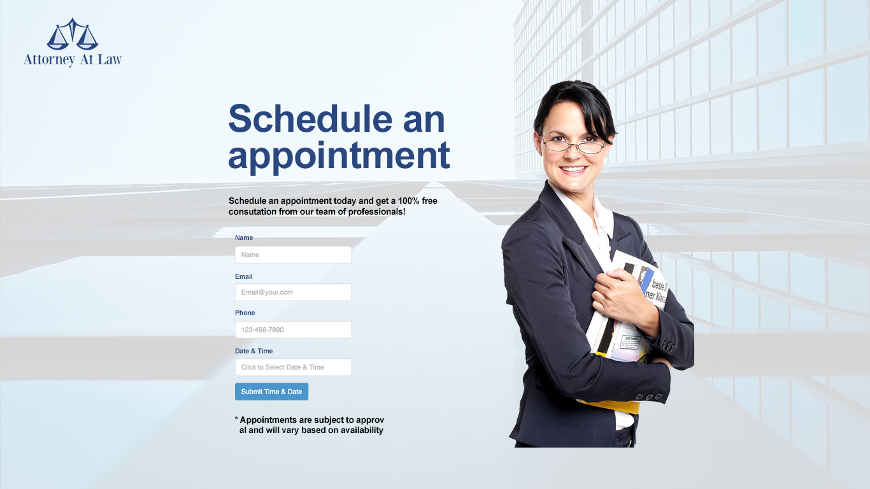 Attorney At Law
Schedule an
appointment
Schedule an appointment today and get a 100% free
consutation from our team of professionals!
Name
Name
Email
Email@your.com
Phone
123-456-7890
Date & Time
Click to Select Date & Time
Submit Time & Date
* Appointments are subject to approv
al and will vary based on availability